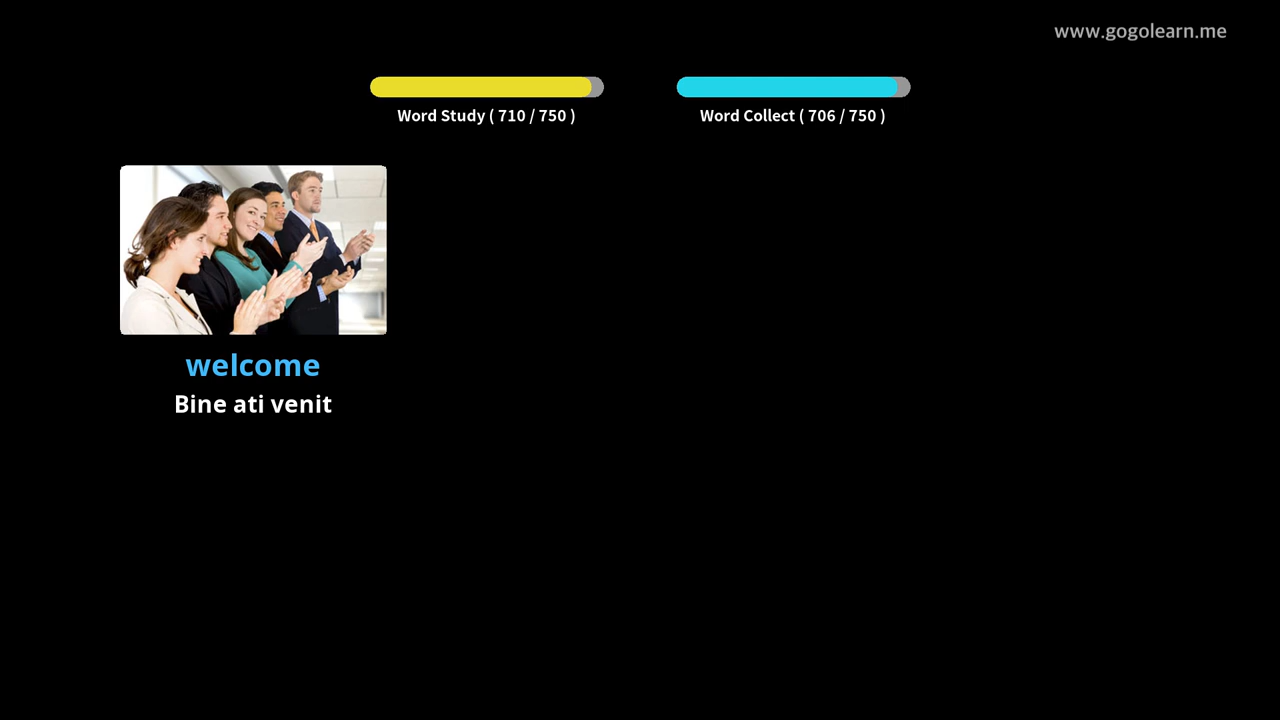 www.gogolearn.me
Word Study ( 710 / 750 )
Word Collect ( 706 / 750 )
welcome
Bine ati venit